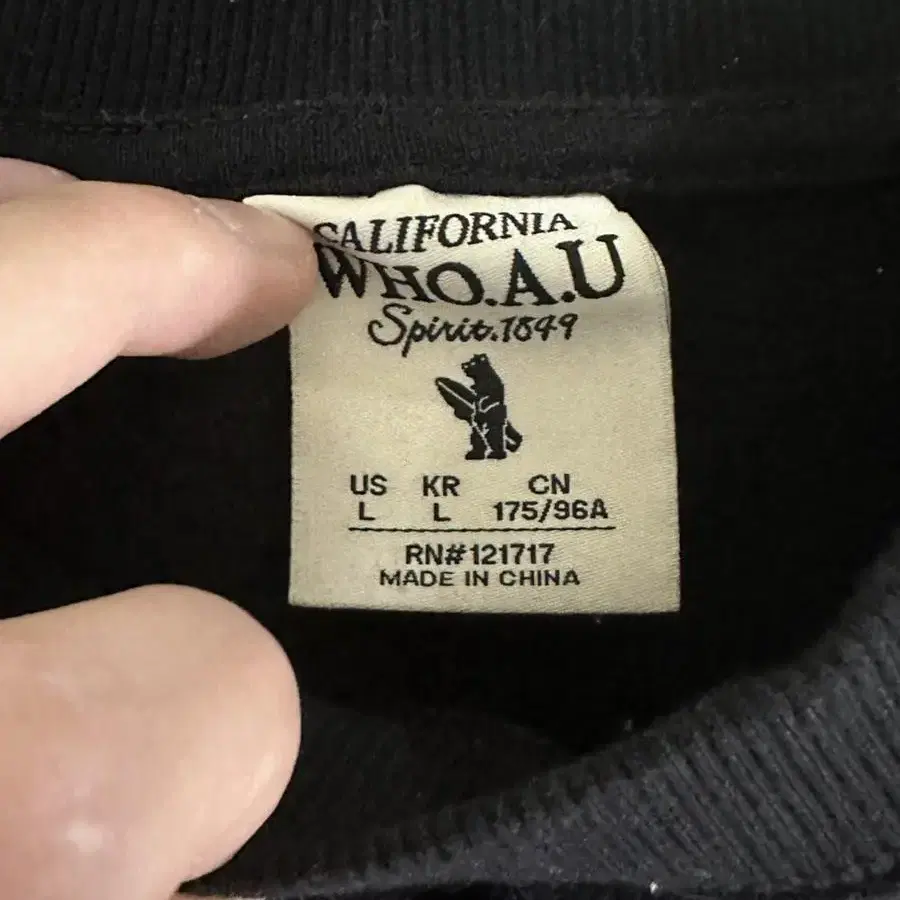 CALIFORNIA
WHO.A.U
Spirit.1849
US KR CN
L L 175/96A
RN#121717
MADE IN CHINA